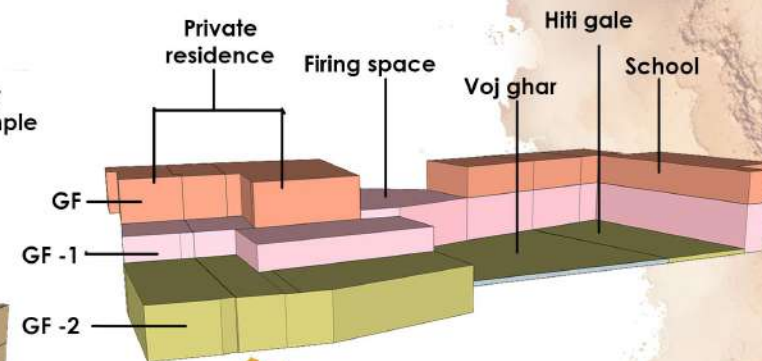 Private
residence
Firing space
Voj ghar
Hiti gale
School
GF
GF -1
GF -2